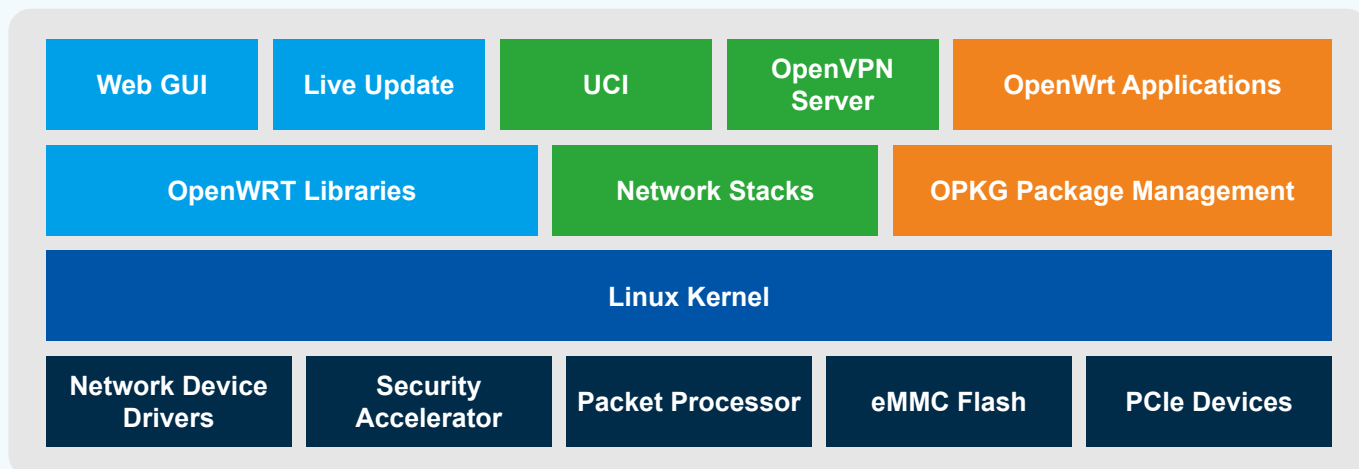 Web GUI
Live Update
UCI
OpenVPN
Server
OpenWrt Applications
OpenWRT Libraries
Network Stacks
OPKG Package Management
Linux Kernel
Network Device
Drivers
Security
Accelerator
Packet Processor
eMMC Flash
PCIe Devices